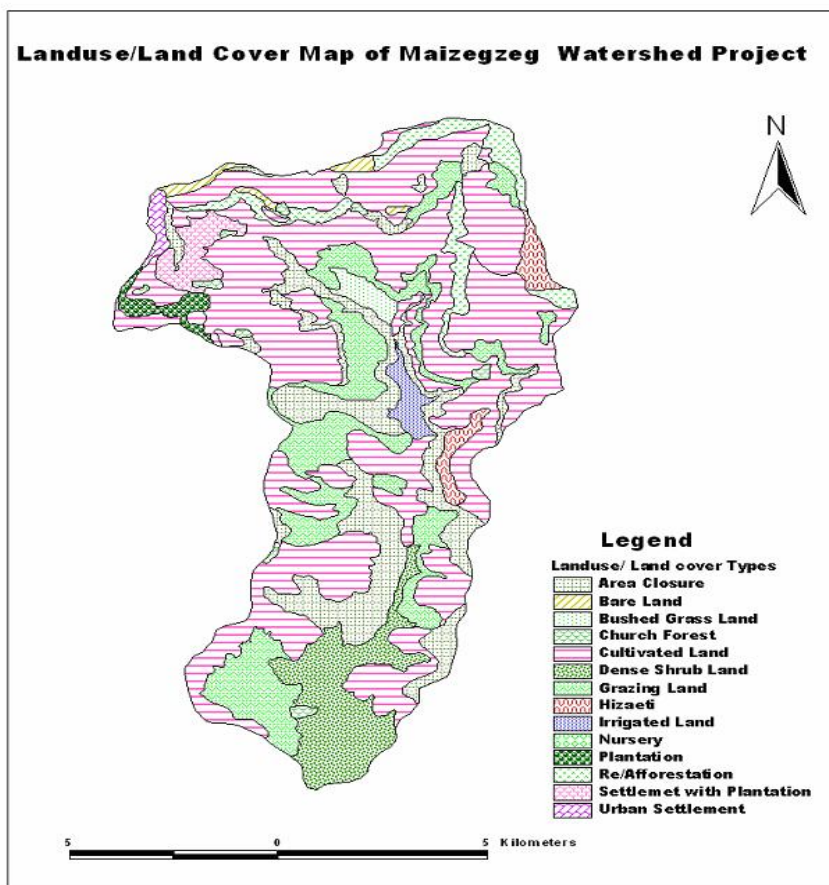 Landuse/Land Cover Map of Maizegzeg Watershed Project
N
Legend
Landuse/ Land cover Types
Area Closure
Bare Land
Bushed Grass Land
Church Forest
Cultivated Land
Dense Shrub Land
Grazing Land
Hizaeti
Irrigated Land
Nursery
Plantation
Re/Afforestation
Settlemet with Plantation
Urban Settlement
5 0 5 Kilometers